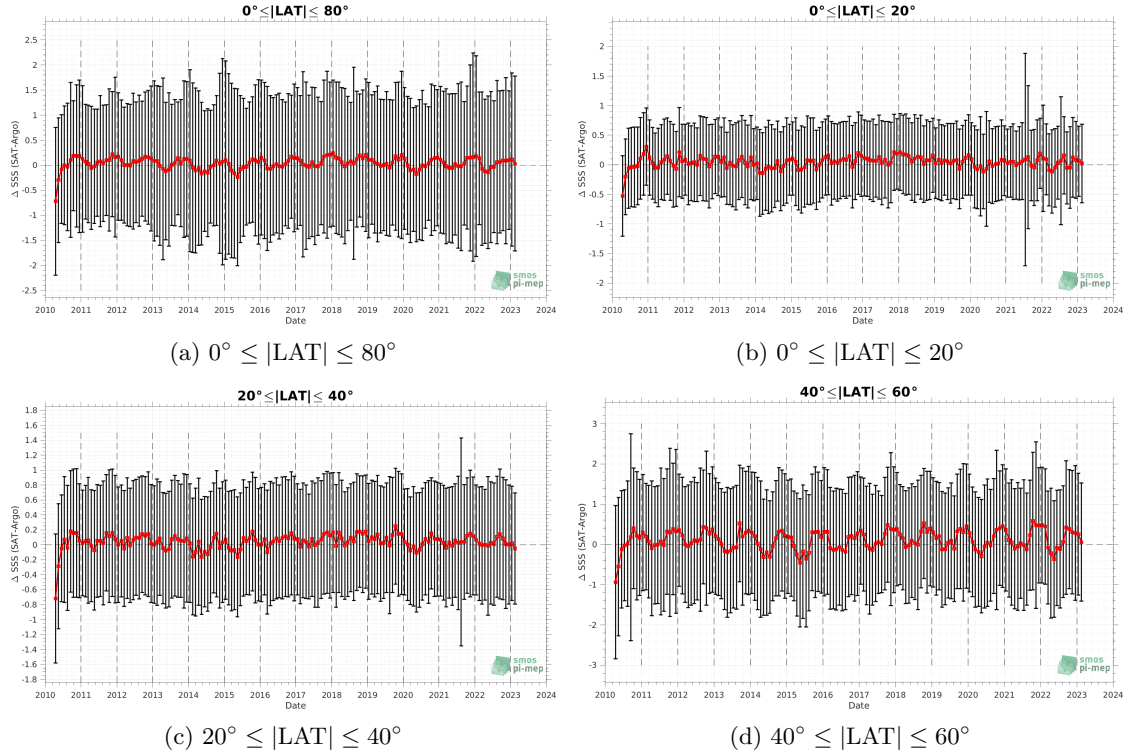 0°≤|LAT|≤ 80°
2.5
2
1.5
1
0.5
0
-0.5
-1
-1.5
-2
-2.5
Δ SSS (SAT-Argo)
2010 2011 2012 2013 2014 2015 2016 2017 2018 2019 2020 2021 2022 2023 2024
Date
smos
pi-mep
(a) 0° ≤ |LAT| ≤ 80°
0°≤|LAT|≤ 20°
2
1.5
1
0.5
0
-0.5
-1
-1.5
-2
Δ SSS (SAT-Argo)
2010 2011 2012 2013 2014 2015 2016 2017 2018 2019 2020 2021 2022 2023 2024
Date
smos
pi-mep
(b) 0° ≤ |LAT| ≤ 20°
20°≤|LAT|≤ 40°
1.8
1.6
1.4
1.2
1
0.8
0.6
0.4
0.2
0
-0.2
-0.4
-0.6
-0.8
-1
-1.2
-1.4
-1.6
-1.8
Δ SSS (SAT-Argo)
2010 2011 2012 2013 2014 2015 2016 2017 2018 2019 2020 2021 2022 2023 2024
Date
smos
pi-mep
(c) 20° ≤ |LAT| ≤ 40°
40°≤|LAT|≤ 60°
3
2
1
0
-1
-2
-3
Δ SSS (SAT-Argo)
2010 2011 2012 2013 2014 2015 2016 2017 2018 2019 2020 2021 2022 2023 2024
Date
smos
pi-mep
(d) 40° ≤ |LAT| ≤ 60°